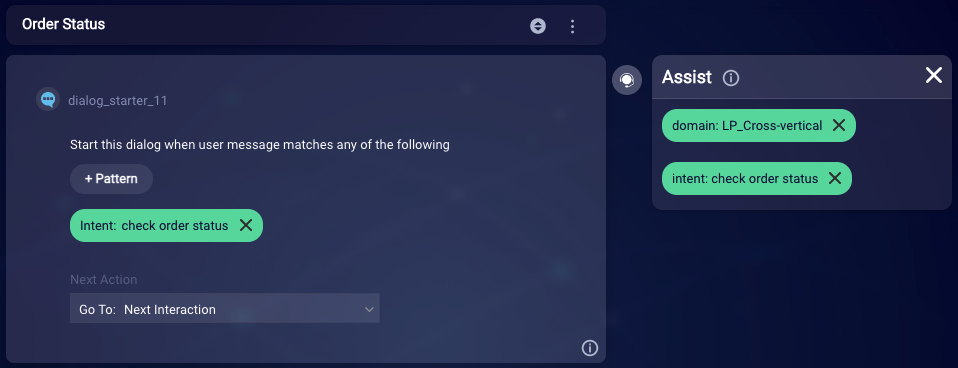 Order Status
dialog_starter_11
Start this dialog when user message matches any of the following
+ Pattern
Intent: check order status
Next Action
Go To: Next Interaction
Assist
domain: LP_Cross-vertical
intent: check order status